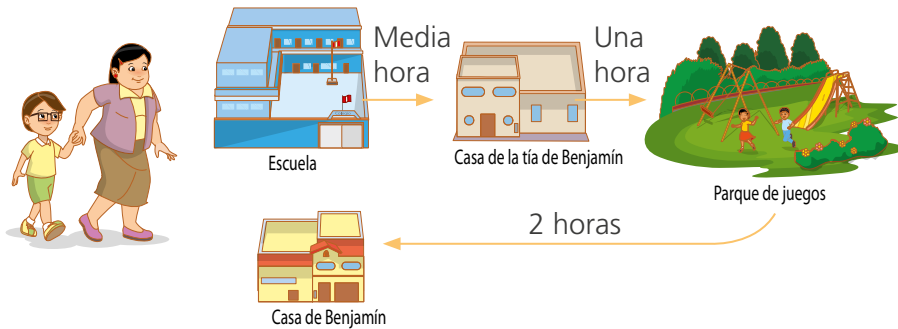 Media
hora
Una
hora
Escuela
Casa de la tía de Benjamín
Parque de juegos
2 horas
Casa de Benjamín